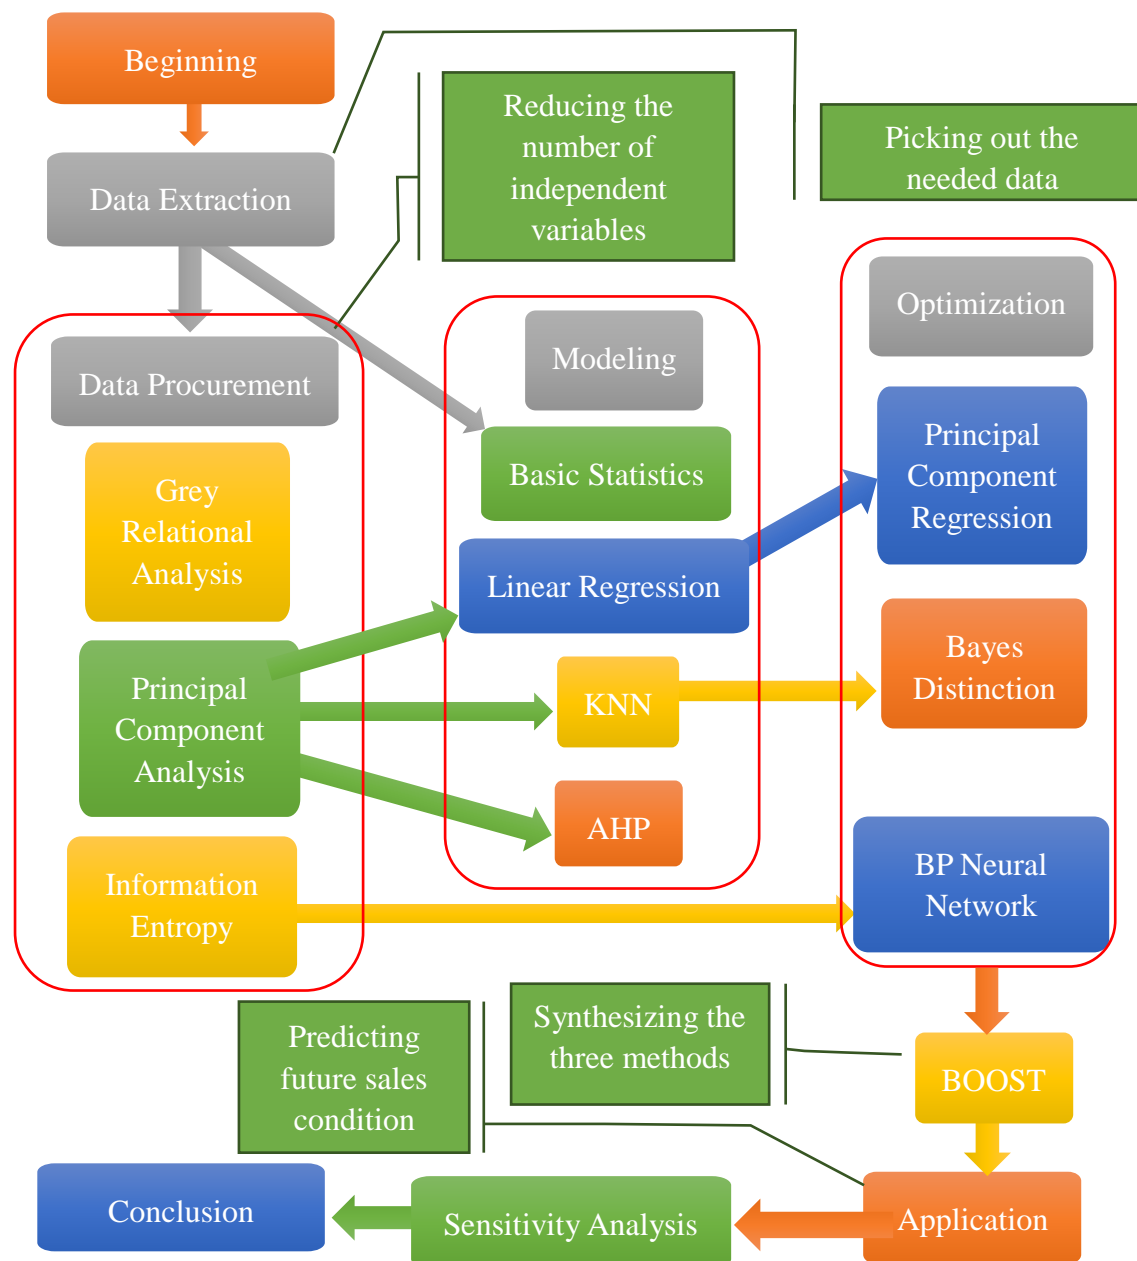 Beginning
Reducing the
number of
independent
variables
Picking out the
needed data
Data Extraction
Data Procurement
Grey
Relational
Analysis
Principal
Component
Analysis
Information
Entropy
Modeling
Basic Statistics
Linear Regression
KNN
AHP
Optimization
Principal
Component
Regression
Bayes
Distinction
BP Neural
Network
Predicting
future sales
condition
Synthesizing the
three methods
BOOST
Conclusion
Sensitivity Analysis
Application